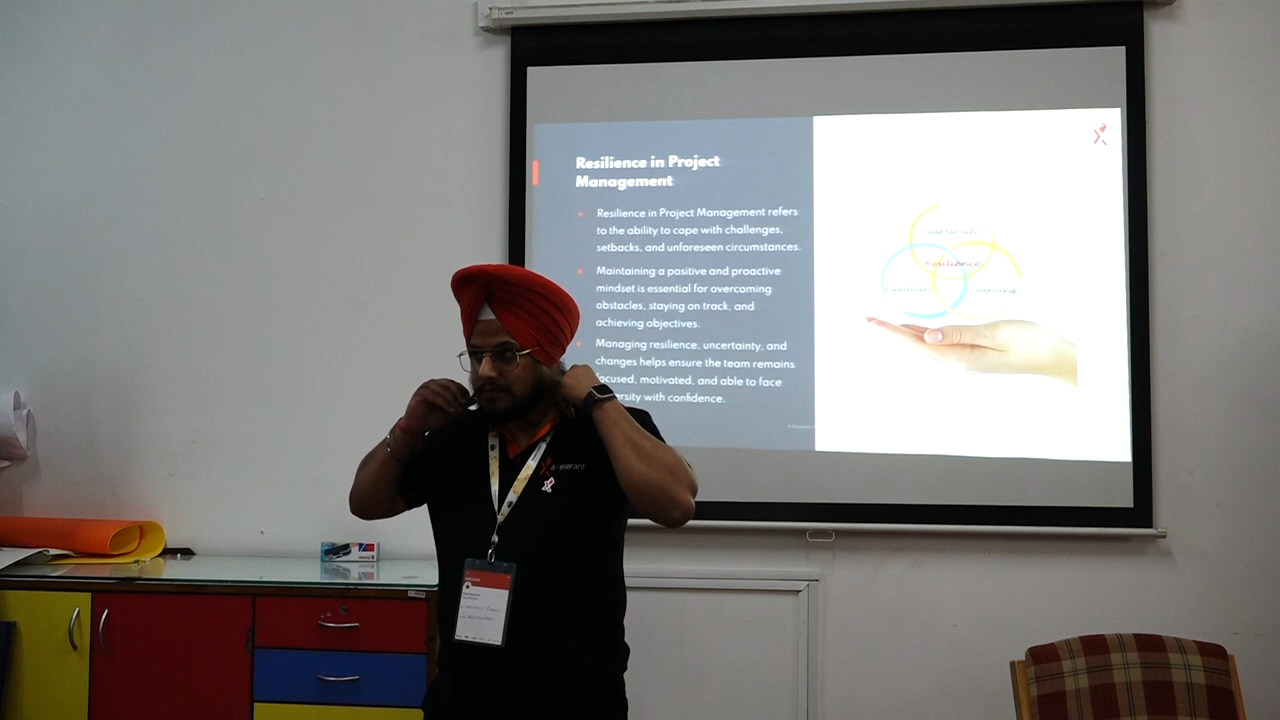 Resilience in Project
Management
Resilience in Project Management refers
to the ability to cope with challenges,
setbacks, and unforeseen circumstances.
Maintaining a positive and proactive
mindset is essential for overcoming
obstacles, staying on track, and
achieving objectives.
Managing resilience, uncertainty, and
changes helps ensure the team remains
focused, motivated, and able to face
with confidence.
Resilience